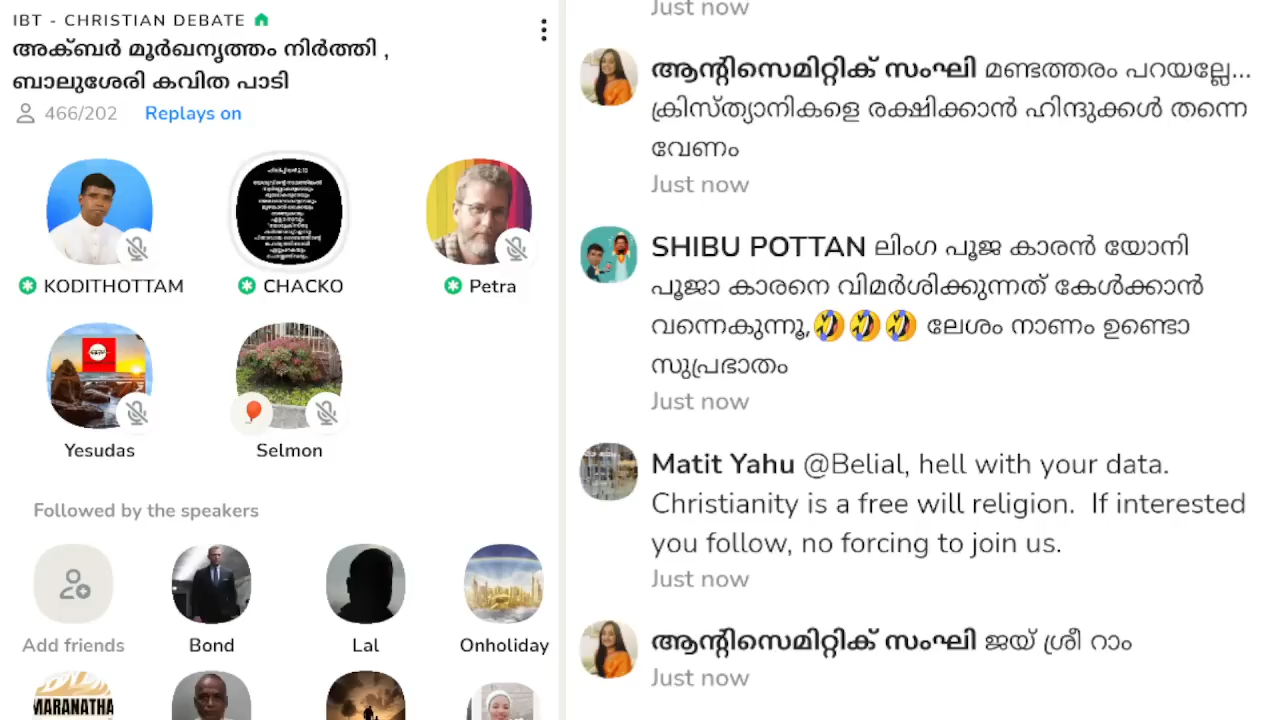 IBT - CHRISTIAN DEBATE
അക്ബർ മൂർഖനൃത്തം നിർത്തി ,
ബാലുശേരി കവിത പാടി
466/202 Replays on
KODITHOTTAM CHACKO Petra
Yesudas Selmon
Followed by the speakers
Add friends Bond Lal Onholiday
MARANATHA
Just now
ആന്റിസെമിറ്റിക് സംഘി മണ്ടത്തരം പറയല്ലേ...
ക്രിസ്ത്യാനികളെ രക്ഷിക്കാൻ ഹിന്ദുക്കൾ തന്നെ
വേണം
Just now
SHIBU POTTAN ലിംഗ പൂജ കാരൻ യോനി
പൂജാ കാരനെ വിമർശിക്കുന്നത് കേൾക്കാൻ
വന്നെകുന്നൂ,🤣🤣🤣 ലേശം നാണം ഉണ്ടൊ
സുപ്രഭാതം
Just now
Matit Yahu @Belial, hell with your data.
Christianity is a free will religion.  If interested
you follow, no forcing to join us.
Just now
ആന്റിസെമിറ്റിക് സംഘി ജയ് ശ്രീ റാം
Just now